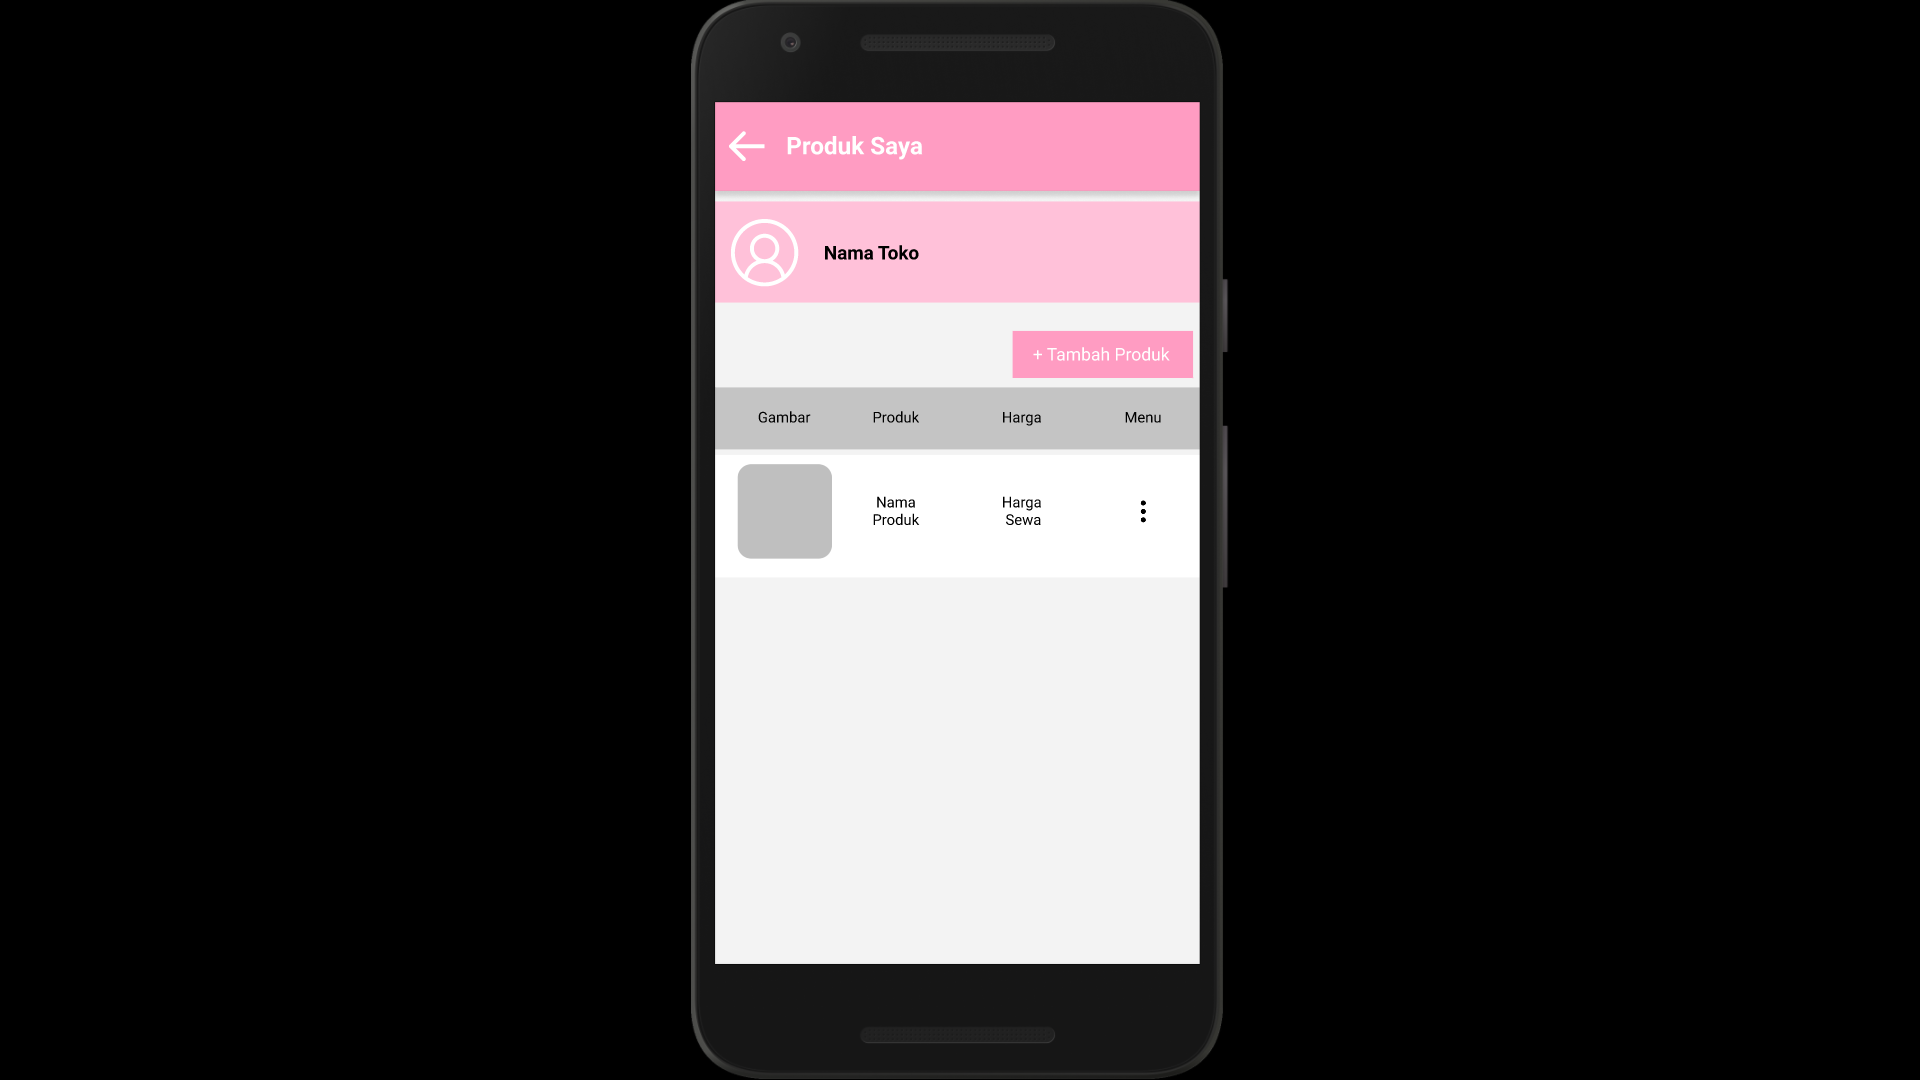 Produk Saya
Nama Toko
+ Tambah Produk
Gambar Produk Harga Menu
Nama Harga
Produk Sewa